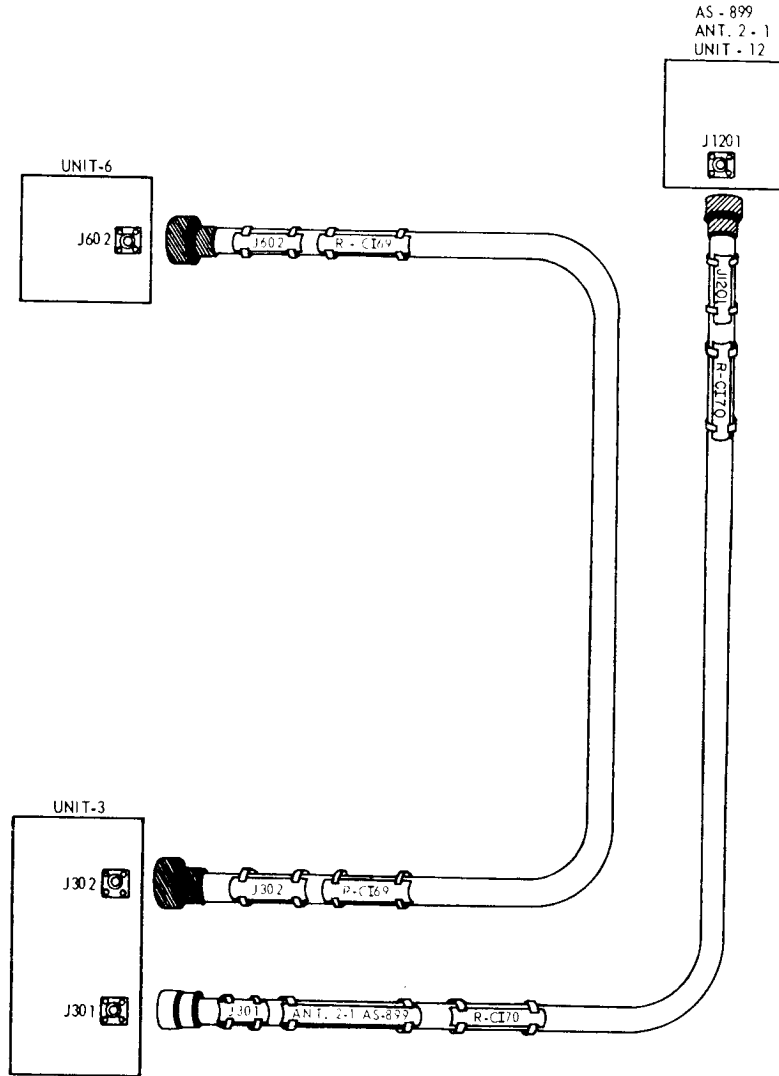 AS - 899
ANT. 2 - 1
UNIT - 12
J1201
UNIT-6
J602
J602
R - CI69
J1201
R-CI70
UNIT-3
J302
J302
R-CI69
J301
J301
ANT. 2-1 AS-899
R-CI70